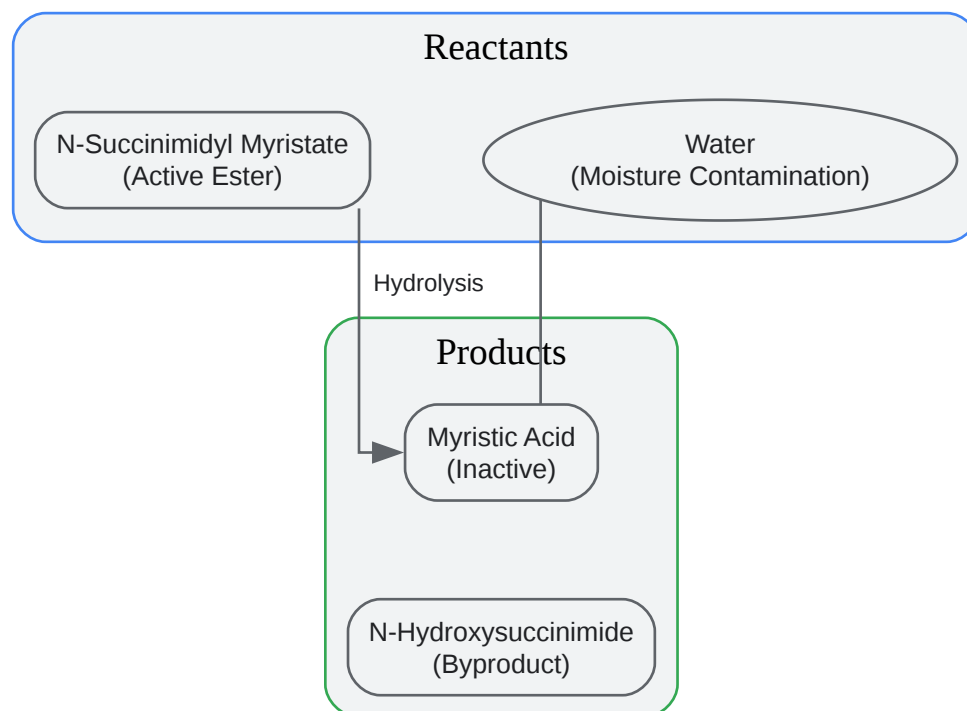 Reactants
N-Succinimidyl Myristate
(Active Ester)
Water
(Moisture Contamination)
Hydrolysis
Products
Myristic Acid
(Inactive)
N-Hydroxysuccinimide
(Byproduct)